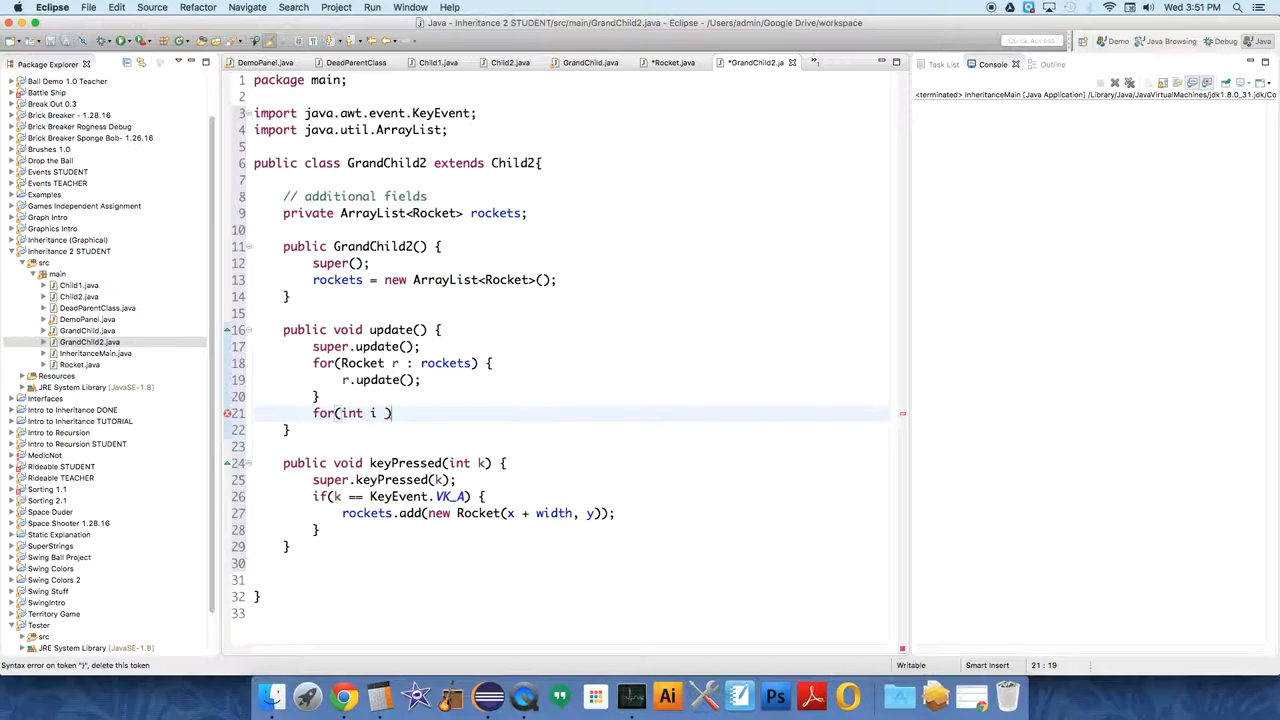 Eclipse File Edit Source Refactor Navigate Search Project Run Window Help Wed 3:51 PM
Java - Inheritance 2 STUDENT/src/main/GrandChild2.java - Eclipse - /Users/admin/Google Drive/workspace
Quick Access Demo Java Browsing Debug Java
Package Explorer DemoPanel.java DeadParentClass Child1.java Child2.java GrandChild.java *Rocket.java *GrandChild2.ja Task List Console Outline
<terminated> InheritanceMain [Java Application] /Library/Java/JavaVirtualMachines/jdk1.8.0_31.jdk/Co
Ball Demo 1.0 Teacher
Battle Ship
Break Out 0.3
Brick Breaker - 1.28.16
Brick Breaker Rogness Debug
Brick Breaker Sponge Bob- 1.26.16
Brushes 1.0
Drop the Ball
Events STUDENT
Events TEACHER
Examples
Games Independent Assignment
Graph Intro
Graphics Intro
Inheritance (Graphical)
Inheritance 2 STUDENT
src
main
Child1.java
Child2.java
DeadParentClass.java
DemoPanel.java
GrandChild.java
GrandChild2.java
InheritanceMain.java
Rocket.java
Resources
JRE System Library [JavaSE-1.8]
Interfaces
Intro to Inheritance DONE
Intro to Inheritance TUTORIAL
Intro to Recursion
Intro to Recursion STUDENT
MedicNot
Rideable STUDENT
Rideable TEACHER
Sorting 1.1
Sorting 2.1
Space Duder
Space Shooter 1.28.16
Static Explanation
SuperStrings
Swing Ball Project
Swing Colors
Swing Colors 2
Swing Stuff
SwingIntro
Territory Game
Tester
src
JRE System Library [JavaSE-1.8]
package main;
2
3 import java.awt.event.KeyEvent;
4 import java.util.ArrayList;
5
6 public class GrandChild2 extends Child2{
7
8 // additional fields
9 private ArrayList<Rocket> rockets;
10
11 public GrandChild2() {
12 super();
13 rockets = new ArrayList<Rocket>();
14 }
15
16 public void update() {
17 super.update();
18 for(Rocket r : rockets) {
19 r.update();
20 }
21 for(int i )
22 }
23
24 public void keyPressed(int k) {
25 super.keyPressed(k);
26 if(k == KeyEvent.VK_A) {
27 rockets.add(new Rocket(x + width, y));
28 }
29 }
30
31
32 }
33
Syntax error on token ")", delete this token Writable Smart Insert 21 : 19
Ai Ps